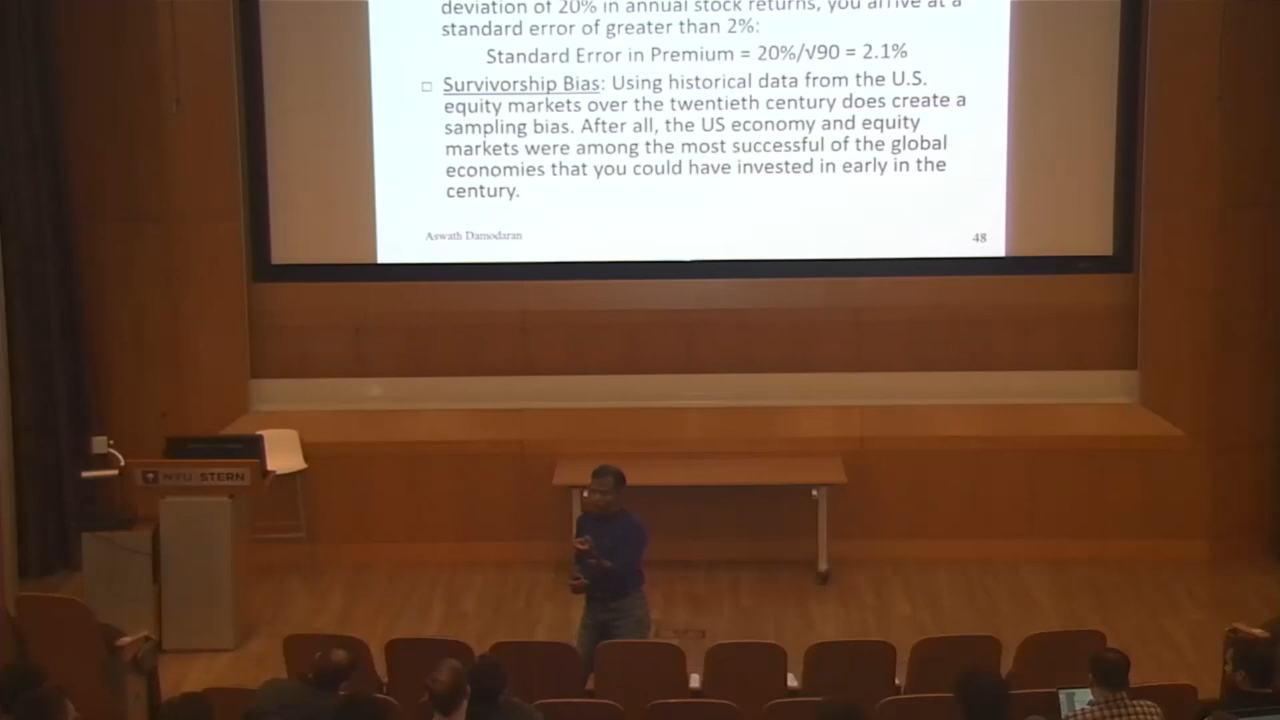 deviation of 20% in annual stock returns, you arrive at a
standard error of greater than 2%:
Standard Error in Premium = 20%/√90 = 2.1%
□ Survivorship Bias: Using historical data from the U.S.
equity markets over the twentieth century does create a
sampling bias. After all, the US economy and equity
markets were among the most successful of the global
economies that you could have invested in early in the
century.
Aswath Damodaran
48
NYU STERN